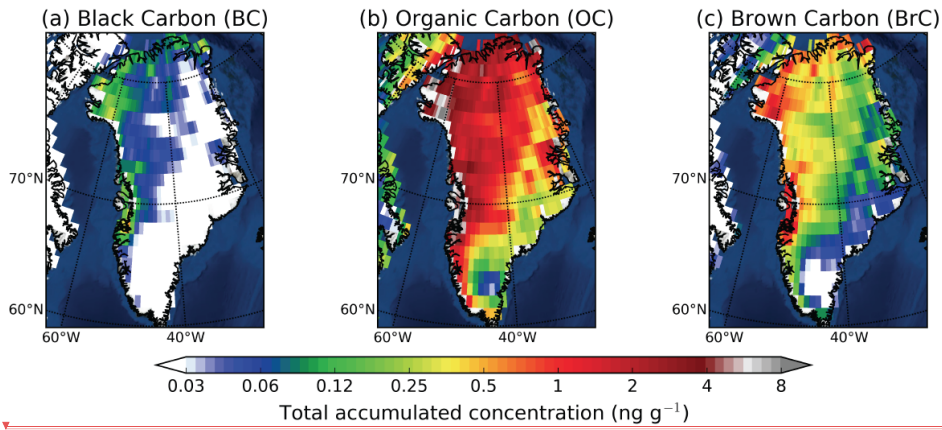 (a) Black Carbon (BC) (b) Organic Carbon (OC) (c) Brown Carbon (BrC)
70°N 70°N 70°N
60°N 60°N 60°N
60°W 40°W 60°W 40°W 60°W 40°W
0.03 0.06 0.12 0.25 0.5 1 2 4 8
Total accumulated concentration (ng g⁻¹)